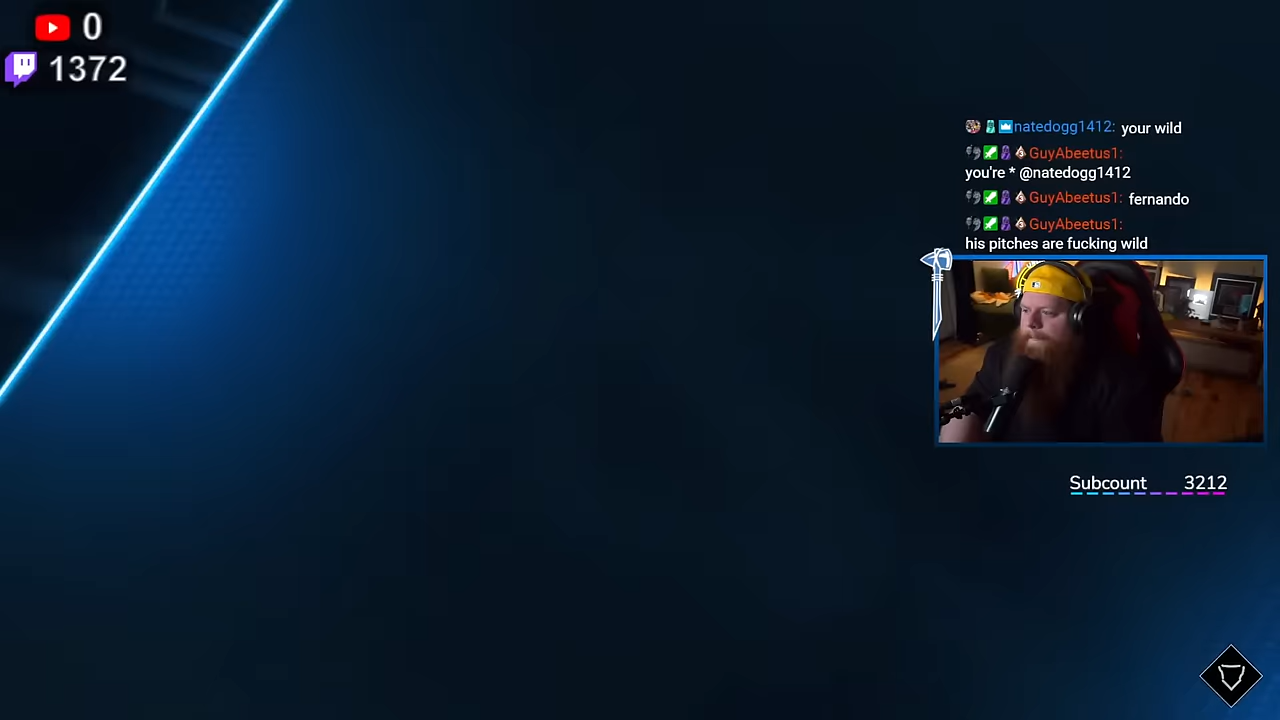 0
1372
natedogg1412: your wild
GuyAbeetus1:
you're * @natedogg1412
GuyAbeetus1: fernando
GuyAbeetus1:
his pitches are fucking wild
Subcount 3212